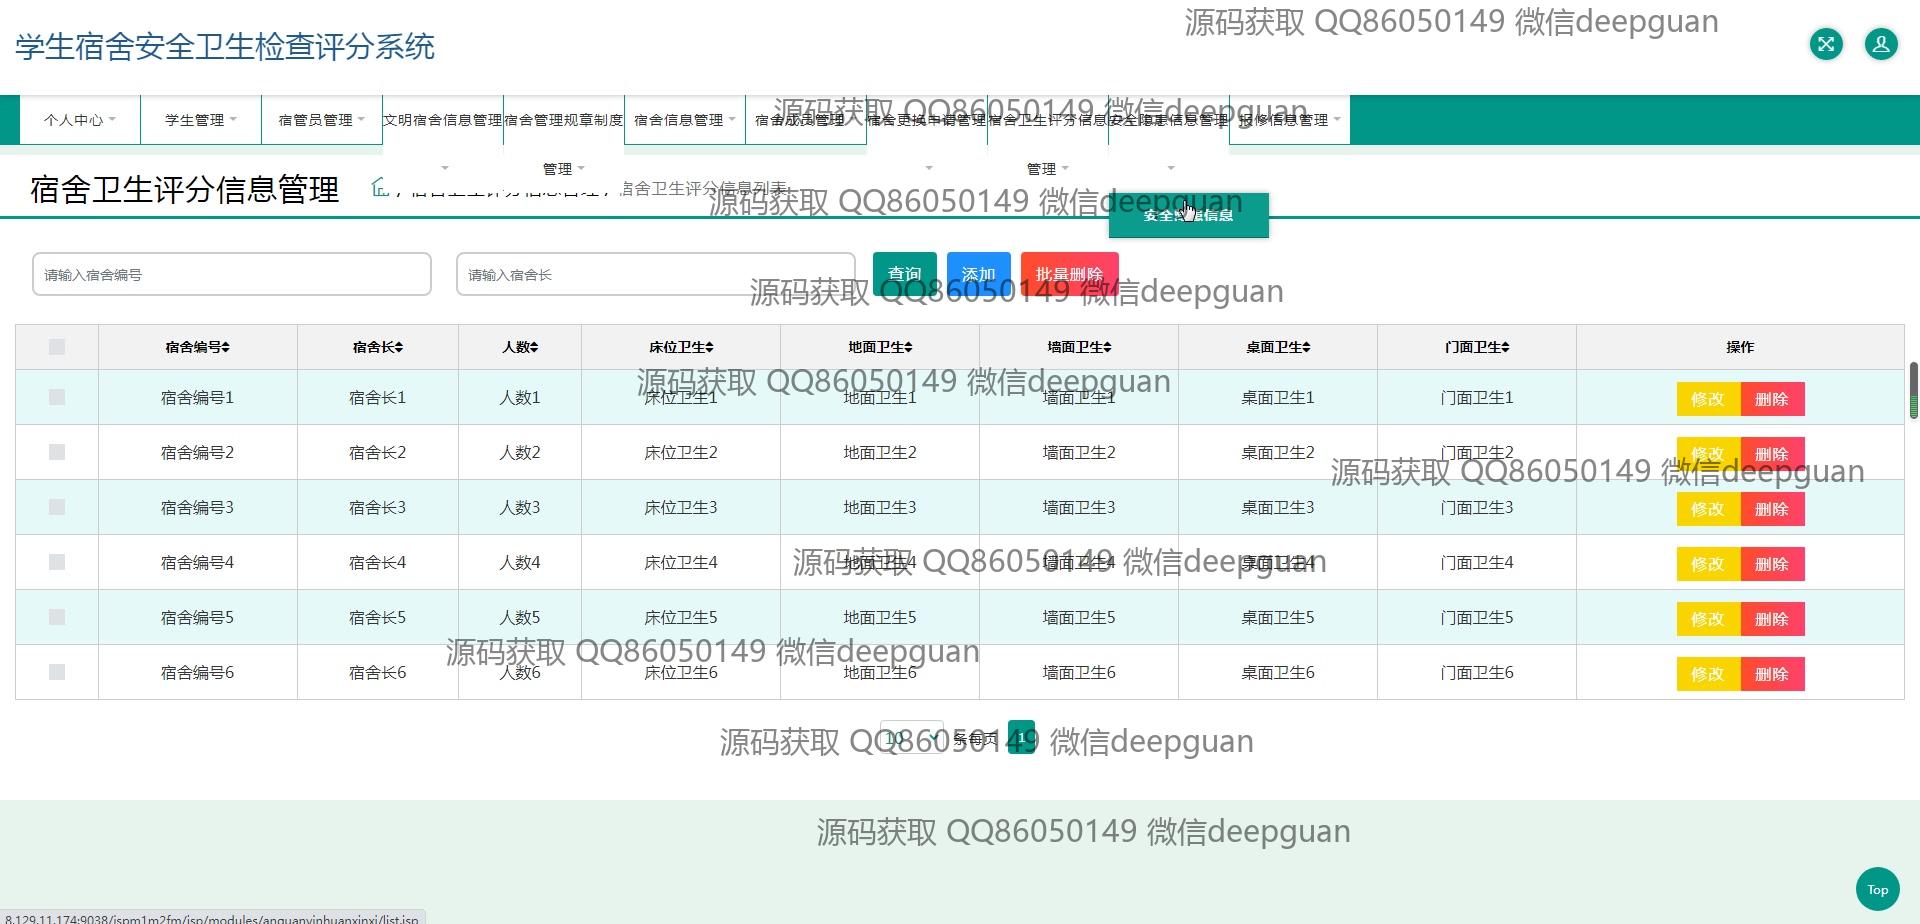 源码获取 QQ86050149 微信deepguan
学生宿舍安全卫生检查评分系统
个人中心
学生管理
宿管员管理
文明宿舍信息管理
宿舍管理规章制度管理
宿舍信息管理
宿舍成员管理
宿舍更换申请管理
宿舍卫生评分信息管理
安全隐患信息管理
报修信息管理
源码获取 QQ86050149 微信deepguan
宿舍卫生评分信息管理
/ 宿舍卫生评分信息管理 / 宿舍卫生评分信息列表
源码获取 QQ86050149 微信deepguan
安全隐患信息
请输入宿舍编号
请输入宿舍长
查询
添加
批量删除
源码获取 QQ86050149 微信deepguan
宿舍编号 宿舍长 人数 床位卫生 地面卫生 墙面卫生 桌面卫生 门面卫生 操作
宿舍编号1 宿舍长1 人数1 床位卫生1 地面卫生1 墙面卫生1 桌面卫生1 门面卫生1 修改 删除
源码获取 QQ86050149 微信deepguan
宿舍编号2 宿舍长2 人数2 床位卫生2 地面卫生2 墙面卫生2 桌面卫生2 门面卫生2 修改 删除
源码获取 QQ86050149 微信deepguan
宿舍编号3 宿舍长3 人数3 床位卫生3 地面卫生3 墙面卫生3 桌面卫生3 门面卫生3 修改 删除
宿舍编号4 宿舍长4 人数4 床位卫生4 地面卫生4 墙面卫生4 桌面卫生4 门面卫生4 修改 删除
源码获取 QQ86050149 微信deepguan
宿舍编号5 宿舍长5 人数5 床位卫生5 地面卫生5 墙面卫生5 桌面卫生5 门面卫生5 修改 删除
源码获取 QQ86050149 微信deepguan
宿舍编号6 宿舍长6 人数6 床位卫生6 地面卫生6 墙面卫生6 桌面卫生6 门面卫生6 修改 删除
10 条每页 1
源码获取 QQ86050149 微信deepguan
源码获取 QQ86050149 微信deepguan
Top
8.129.11.174:9038/jspm1m2fm/jsp/modules/anquanyinhuanxinxi/list.jsp